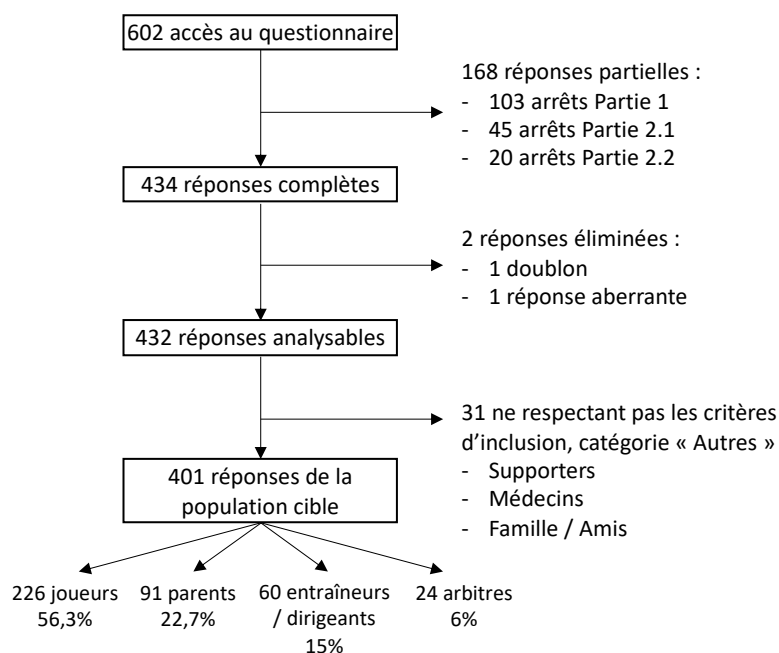 602 accès au questionnaire
168 réponses partielles :
- 103 arrêts Partie 1
- 45 arrêts Partie 2.1
- 20 arrêts Partie 2.2
434 réponses complètes
2 réponses éliminées :
- 1 doublon
- 1 réponse aberrante
432 réponses analysables
31 ne respectant pas les critères
d’inclusion, catégorie « Autres »
- Supporters
- Médecins
- Famille / Amis
401 réponses de la
population cible
226 joueurs
56,3%
91 parents
22,7%
60 entraîneurs
/ dirigeants
15%
24 arbitres
6%